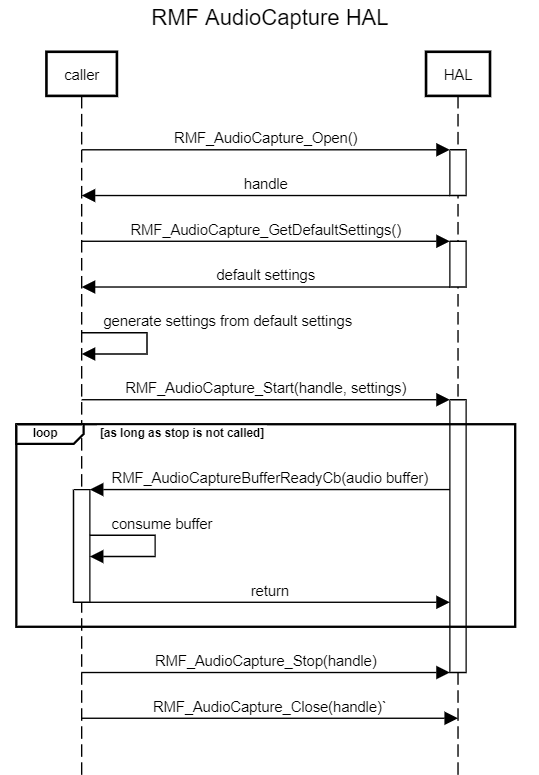 RMF AudioCapture HAL
caller
HAL
RMF_AudioCapture_Open()
handle
RMF_AudioCapture_GetDefaultSettings()
default settings
generate settings from default settings
RMF_AudioCapture_Start(handle, settings)
loop
[as long as stop is not called]
RMF_AudioCaptureBufferReadyCb(audio buffer)
consume buffer
return
RMF_AudioCapture_Stop(handle)
RMF_AudioCapture_Close(handle)`